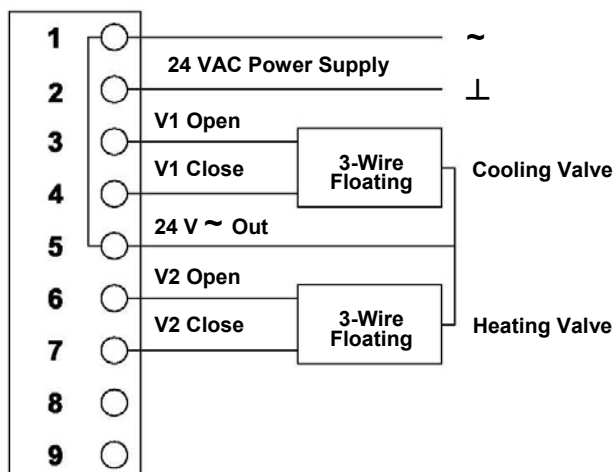 1 ~
24 VAC Power Supply
2 ⊥
V1 Open
3
3-Wire
Floating
V1 Close
4
Cooling Valve
24 V ~ Out
5
V2 Open
6
3-Wire
Floating
V2 Close
7
Heating Valve
8
9